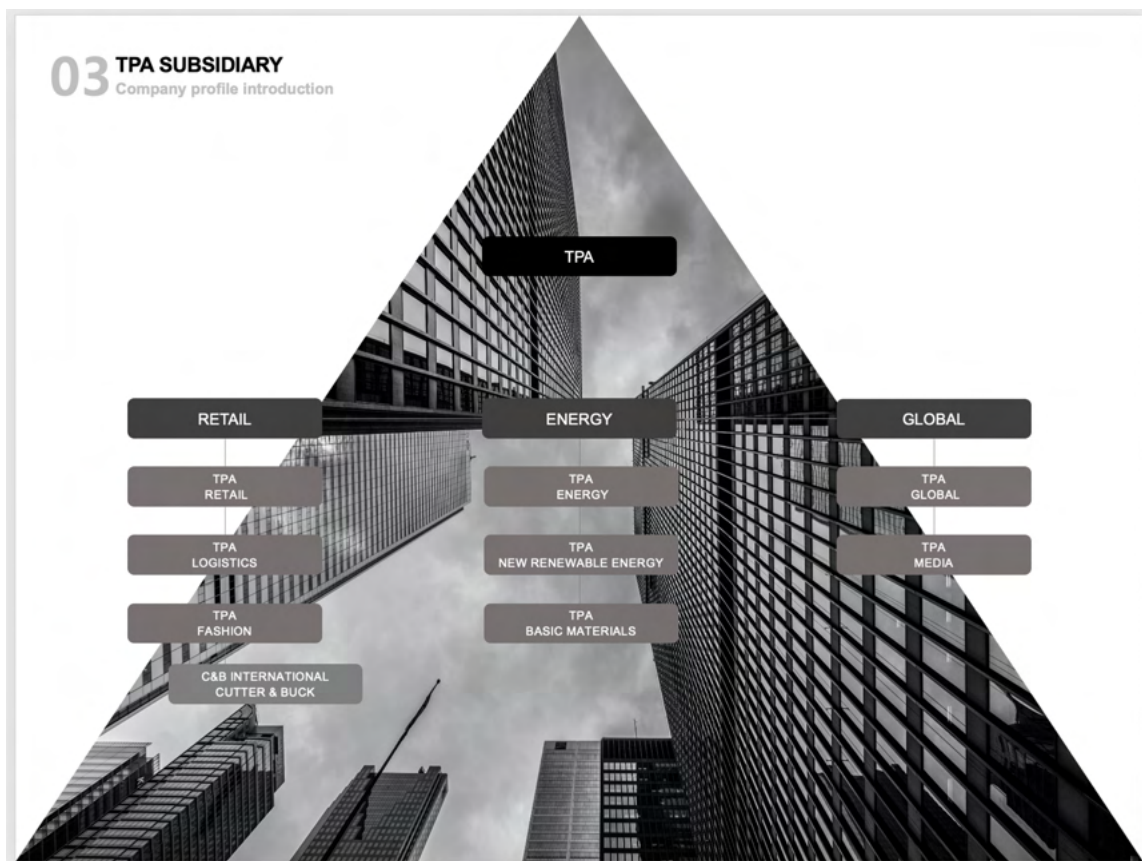 03 TPA SUBSIDIARY
Company profile introduction
TPA
RETAIL
ENERGY
GLOBAL
TPA
RETAIL
TPA
ENERGY
TPA
GLOBAL
TPA
LOGISTICS
TPA
NEW RENEWABLE ENERGY
TPA
MEDIA
TPA
FASHION
TPA
BASIC MATERIALS
C&B INTERNATIONAL
CUTTER & BUCK